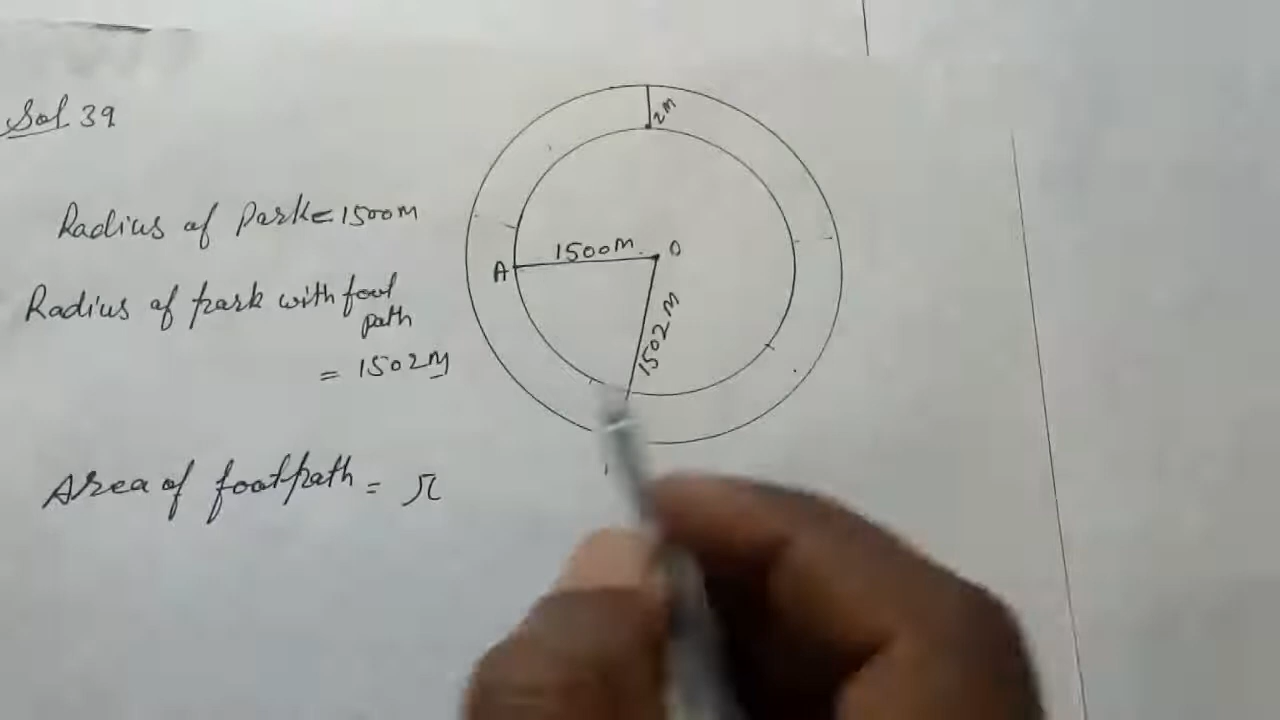 Sol 39
2m
Radius of Park = 1500m
1500m. O
A
Radius of park with foot
path
= 1502m
1502m
Area of footpath = π